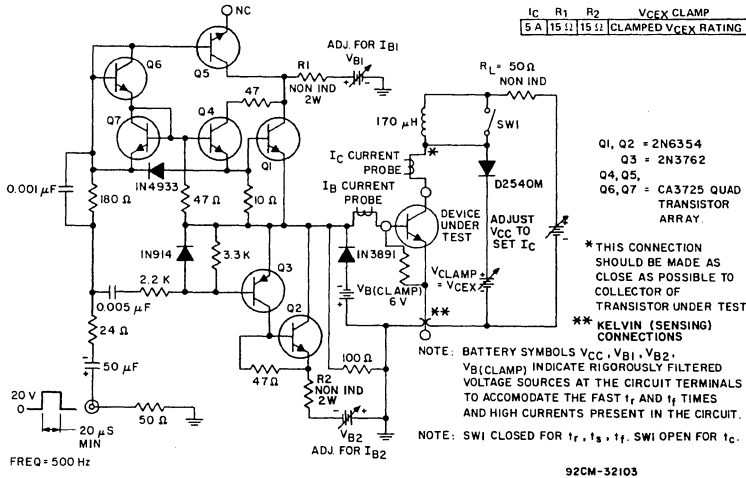 IC R1 R2 VCEX CLAMP
5 A 15 Ω 15 Ω CLAMPED VCEX RATING
NC
ADJ. FOR IB1
VB1
Q6
Q5
R1
NON IND
2W
+ -
RL = 50 Ω
NON IND
Q7
Q4
47
170 μH
SW1
Q1
IC CURRENT
PROBE
*
Q1, Q2 = 2N6354
Q3 = 2N3762
Q4, Q5,
Q6, Q7 = CA3725 QUAD
TRANSISTOR
ARRAY.
1N4933
IB CURRENT
PROBE
D2540M
0.001 μF
180Ω
47 Ω
10 Ω
DEVICE
UNDER
TEST
ADJUST
VCC TO
SET IC
+
-
1N914
3.3 K
Q3
1N3891
* THIS CONNECTION
SHOULD BE MADE AS
CLOSE AS POSSIBLE TO
COLLECTOR OF
TRANSISTOR UNDER TEST
2.2 K
0.005 μF
Q2
-
+
VB(CLAMP)
6 V
VCLAMP
= VCEX
+
-
**
** KELVIN (SENSING)
CONNECTIONS
24 Ω
47Ω
R2
NON IND
2W
100 Ω
NOTE: BATTERY SYMBOLS VCC, VB1, VB2,
VB(CLAMP) INDICATE RIGOROUSLY FILTERED
VOLTAGE SOURCES AT THE CIRCUIT TERMINALS
TO ACCOMODATE THE FAST tr AND tf TIMES
AND HIGH CURRENTS PRESENT IN THE CIRCUIT.
-
+
50 μF
20 V
0
20 μS
MIN
50 Ω
- +
VB2
ADJ. FOR IB2
NOTE: SW1 CLOSED FOR tr, ts, tf. SW1 OPEN FOR tc.
FREQ = 500 Hz
92CM-32103